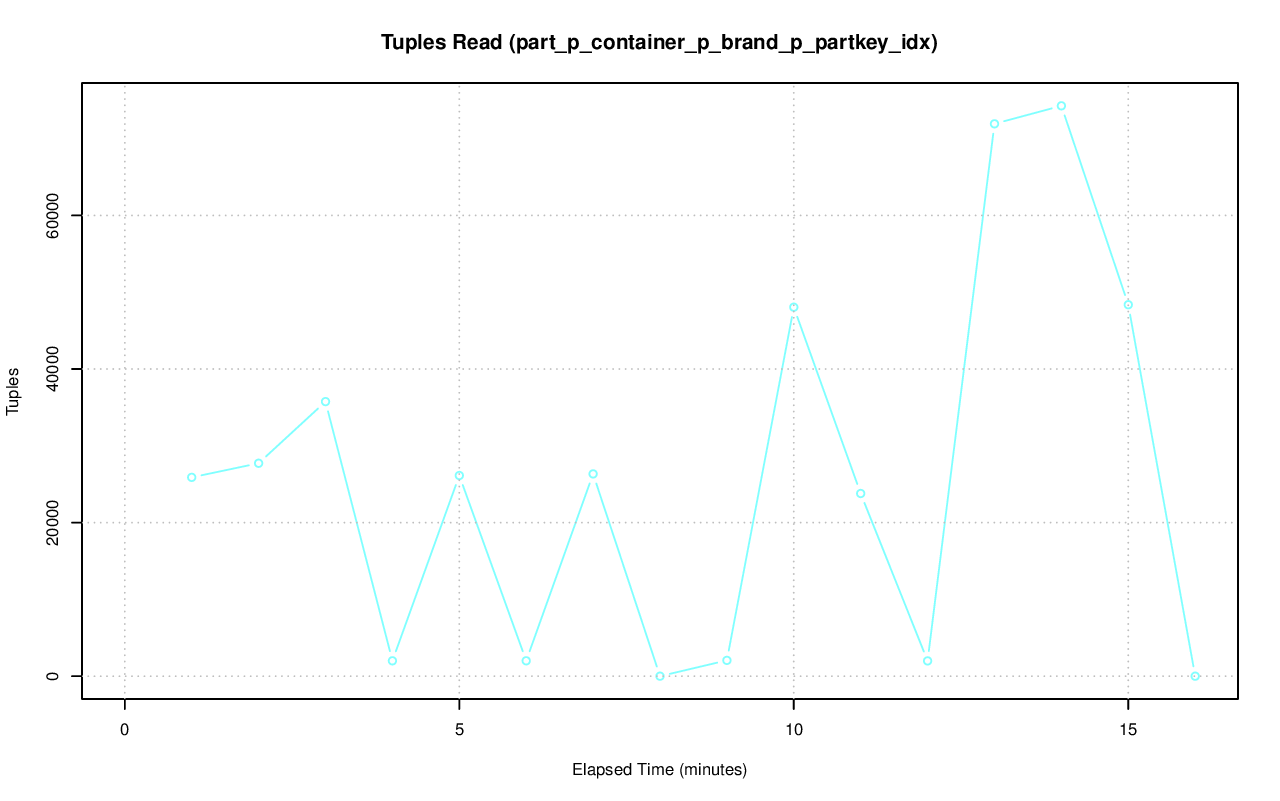 Tuples Read (part_p_container_p_brand_p_partkey_idx)
Tuples
60000
40000
20000
0
0 5 10 15
Elapsed Time (minutes)